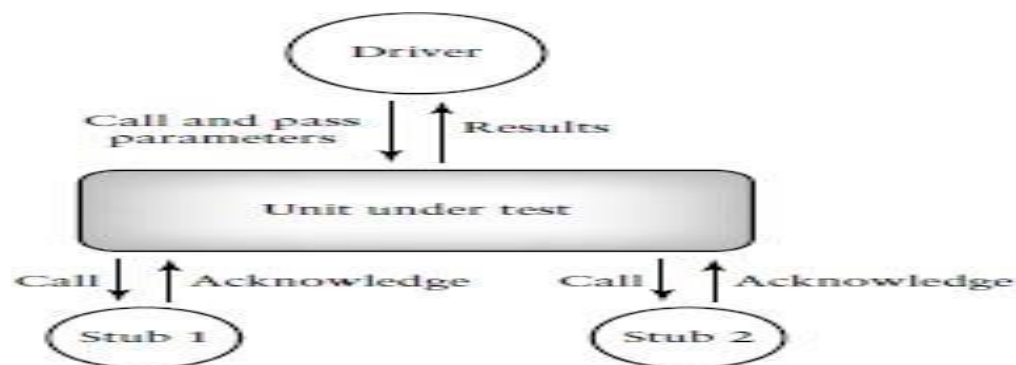 Driver
Call and pass
parameters
Results
Unit under test
Call
Acknowledge
Call
Acknowledge
Stub 1
Stub 2